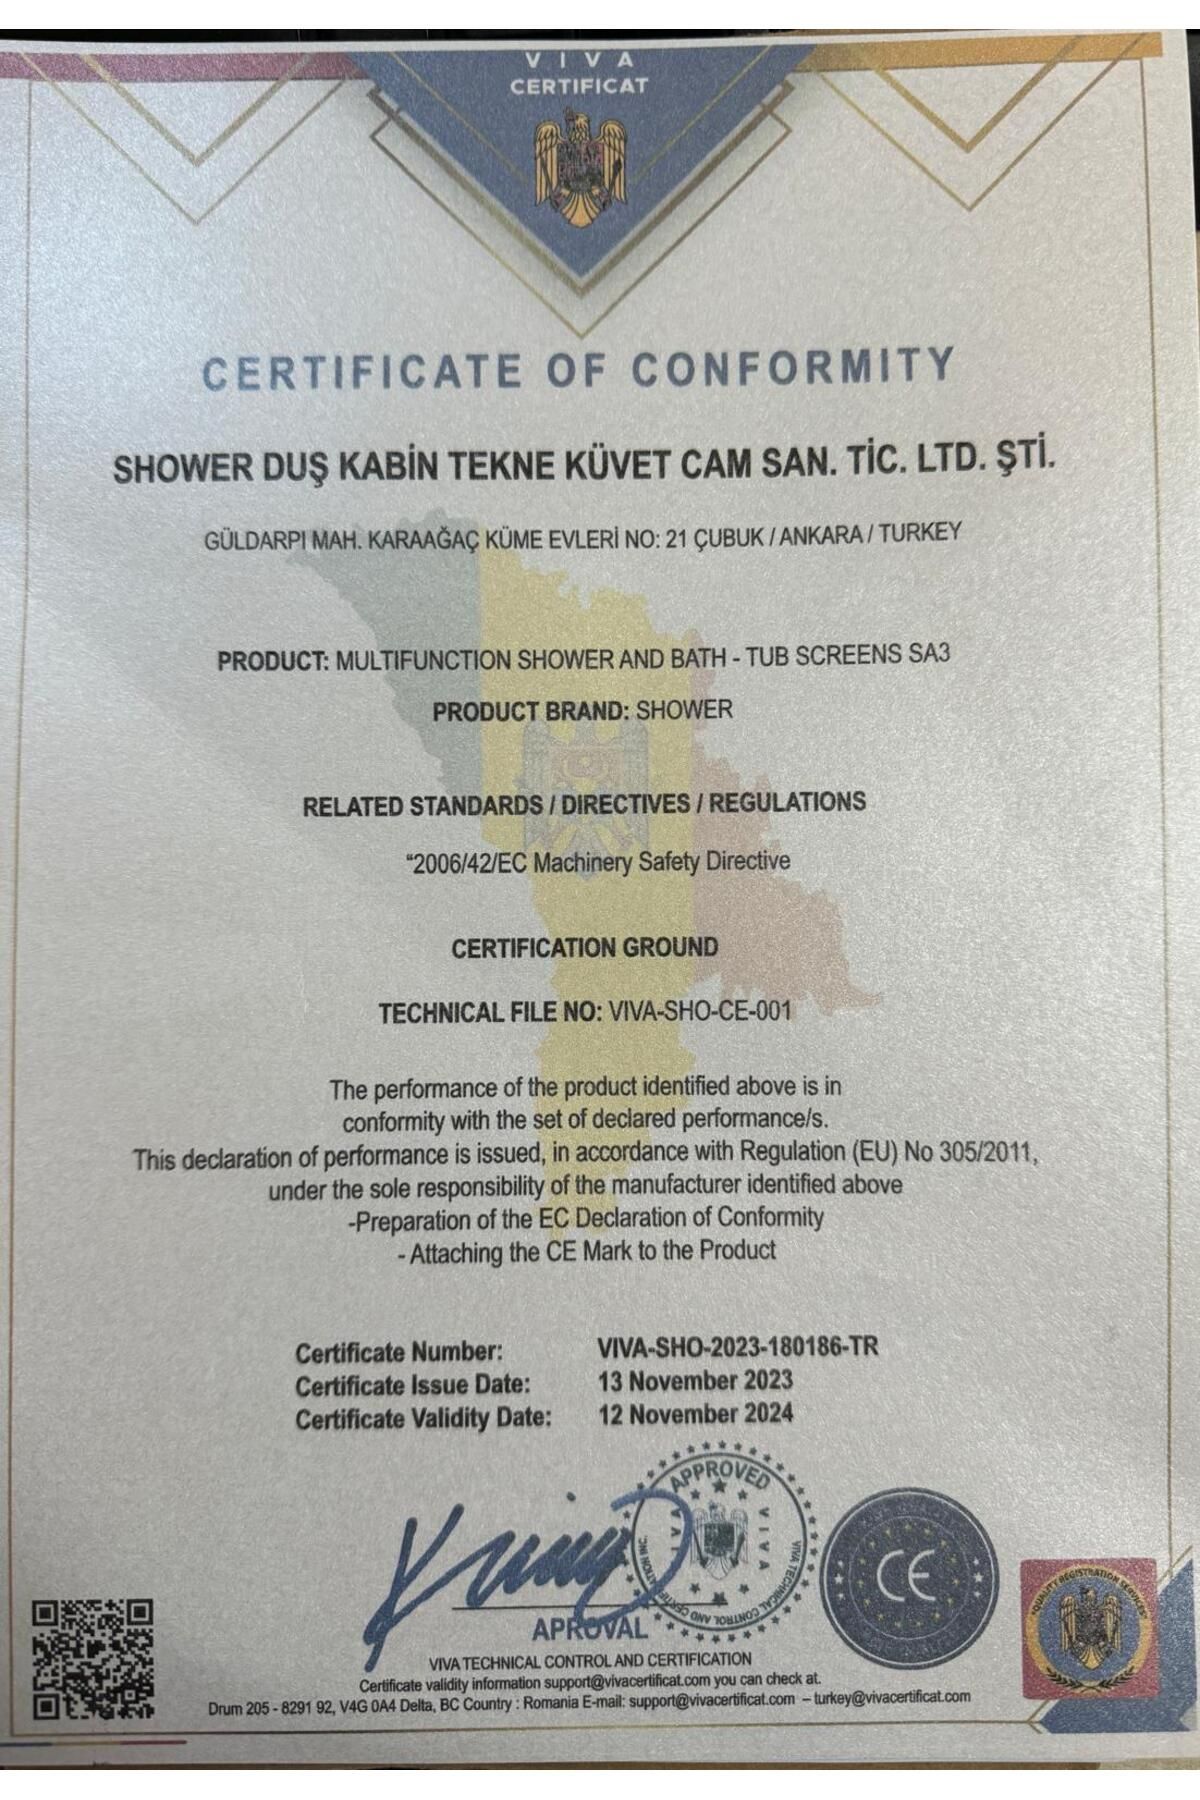 VIVA
CERTIFICAT
CERTIFICATE OF CONFORMITY
SHOWER DUŞ KABİN TEKNE KÜVET CAM SAN. TİC. LTD. ŞTİ.
GÜLDARPI MAH. KARAAĞAÇ KÜME EVLERİ NO: 21 ÇUBUK / ANKARA / TURKEY
PRODUCT: MULTIFUNCTION SHOWER AND BATH - TUB SCREENS SA3
PRODUCT BRAND: SHOWER
RELATED STANDARDS / DIRECTIVES / REGULATIONS
“2006/42/EC Machinery Safety Directive
CERTIFICATION GROUND
TECHNICAL FILE NO: VIVA-SHO-CE-001
The performance of the product identified above is in
conformity with the set of declared performance/s.
This declaration of performance is issued, in accordance with Regulation (EU) No 305/2011,
under the sole responsibility of the manufacturer identified above
-Preparation of the EC Declaration of Conformity
- Attaching the CE Mark to the Product
Certificate Number: VIVA-SHO-2023-180186-TR
Certificate Issue Date: 13 November 2023
Certificate Validity Date: 12 November 2024
APPROVED
VIVA
VIVA TECHNICAL CONTROL AND
CE
QUALITY REGISTRATION SERVICES
APROVAL
VIVA TECHNICAL CONTROL AND CERTIFICATION
Certificate validity information support@vivacertificat.com you can check at.
Drum 205 - 8291 92, V4G 0A4 Delta, BC Country : Romania E-mail: support@vivacertificat.com – turkey@vivacertificat.com